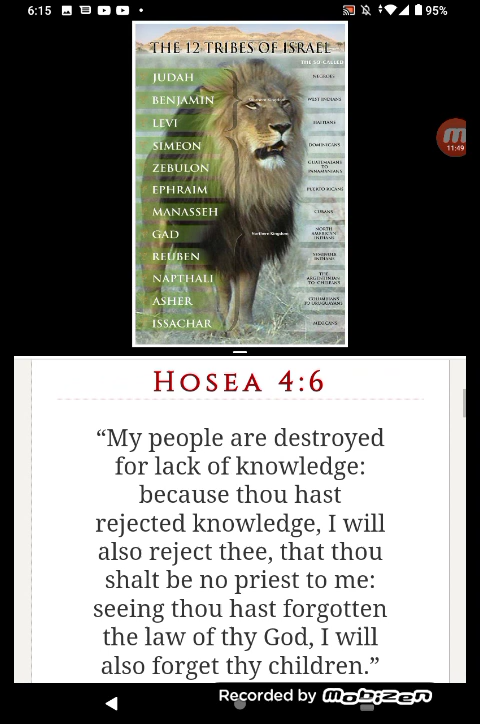 6:15
95%
THE 12 TRIBES OF ISRAEL
THE SO CALLED
JUDAH
NEGROES
BENJAMIN
WEST INDIANS
LEVI
HAITIANS
SIMEON
DOMINICANS
ZEBULON
GUATEMALANS
TO
PANAMANIANS
EPHRAIM
PUERTO RICANS
MANASSEH
CUBANS
GAD
Northern Kingdom
NORTH
AMERICAN
INDIANS
REUBEN
SEMINOLE
INDIANS
NAPTHALI
THE
ARGENTINIAN
TO CHILEANS
ASHER
COLUMBIANS
TO URUGUAYANS
ISSACHAR
MEXICANS
11:49
HOSEA 4:6
“My people are destroyed
for lack of knowledge:
because thou hast
rejected knowledge, I will
also reject thee, that thou
shalt be no priest to me:
seeing thou hast forgotten
the law of thy God, I will
also forget thy children.”
Recorded by Mobizen